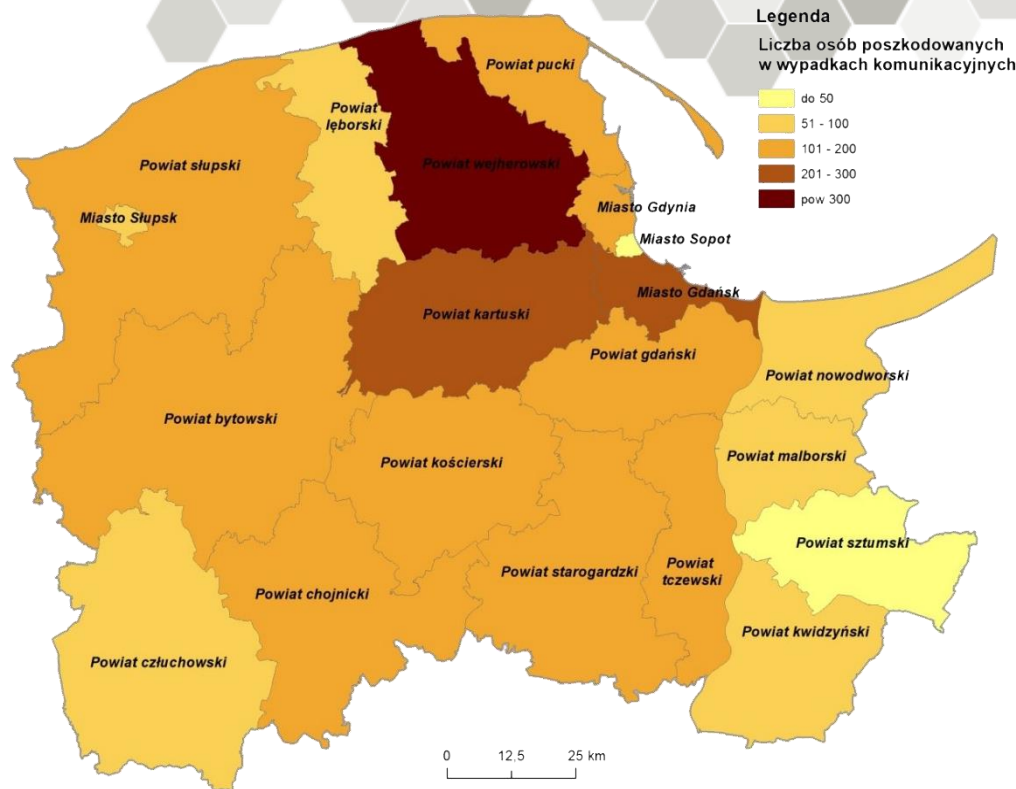 Legenda
Liczba osób poszkodowanych
w wypadkach komunikacyjnych
do 50
51 - 100
101 - 200
201 - 300
pow 300
Powiat pucki
Powiat
lęborski
Powiat słupski
Powiat wejherowski
Miasto Słupsk
Miasto Gdynia
Miasto Sopot
Miasto Gdańsk
Powiat kartuski
Powiat gdański
Powiat nowodworski
Powiat bytowski
Powiat kościerski
Powiat malborski
Powiat sztumski
Powiat starogardzki
Powiat
tczewski
Powiat chojnicki
Powiat kwidzyński
Powiat człuchowski
0 12,5 25 km